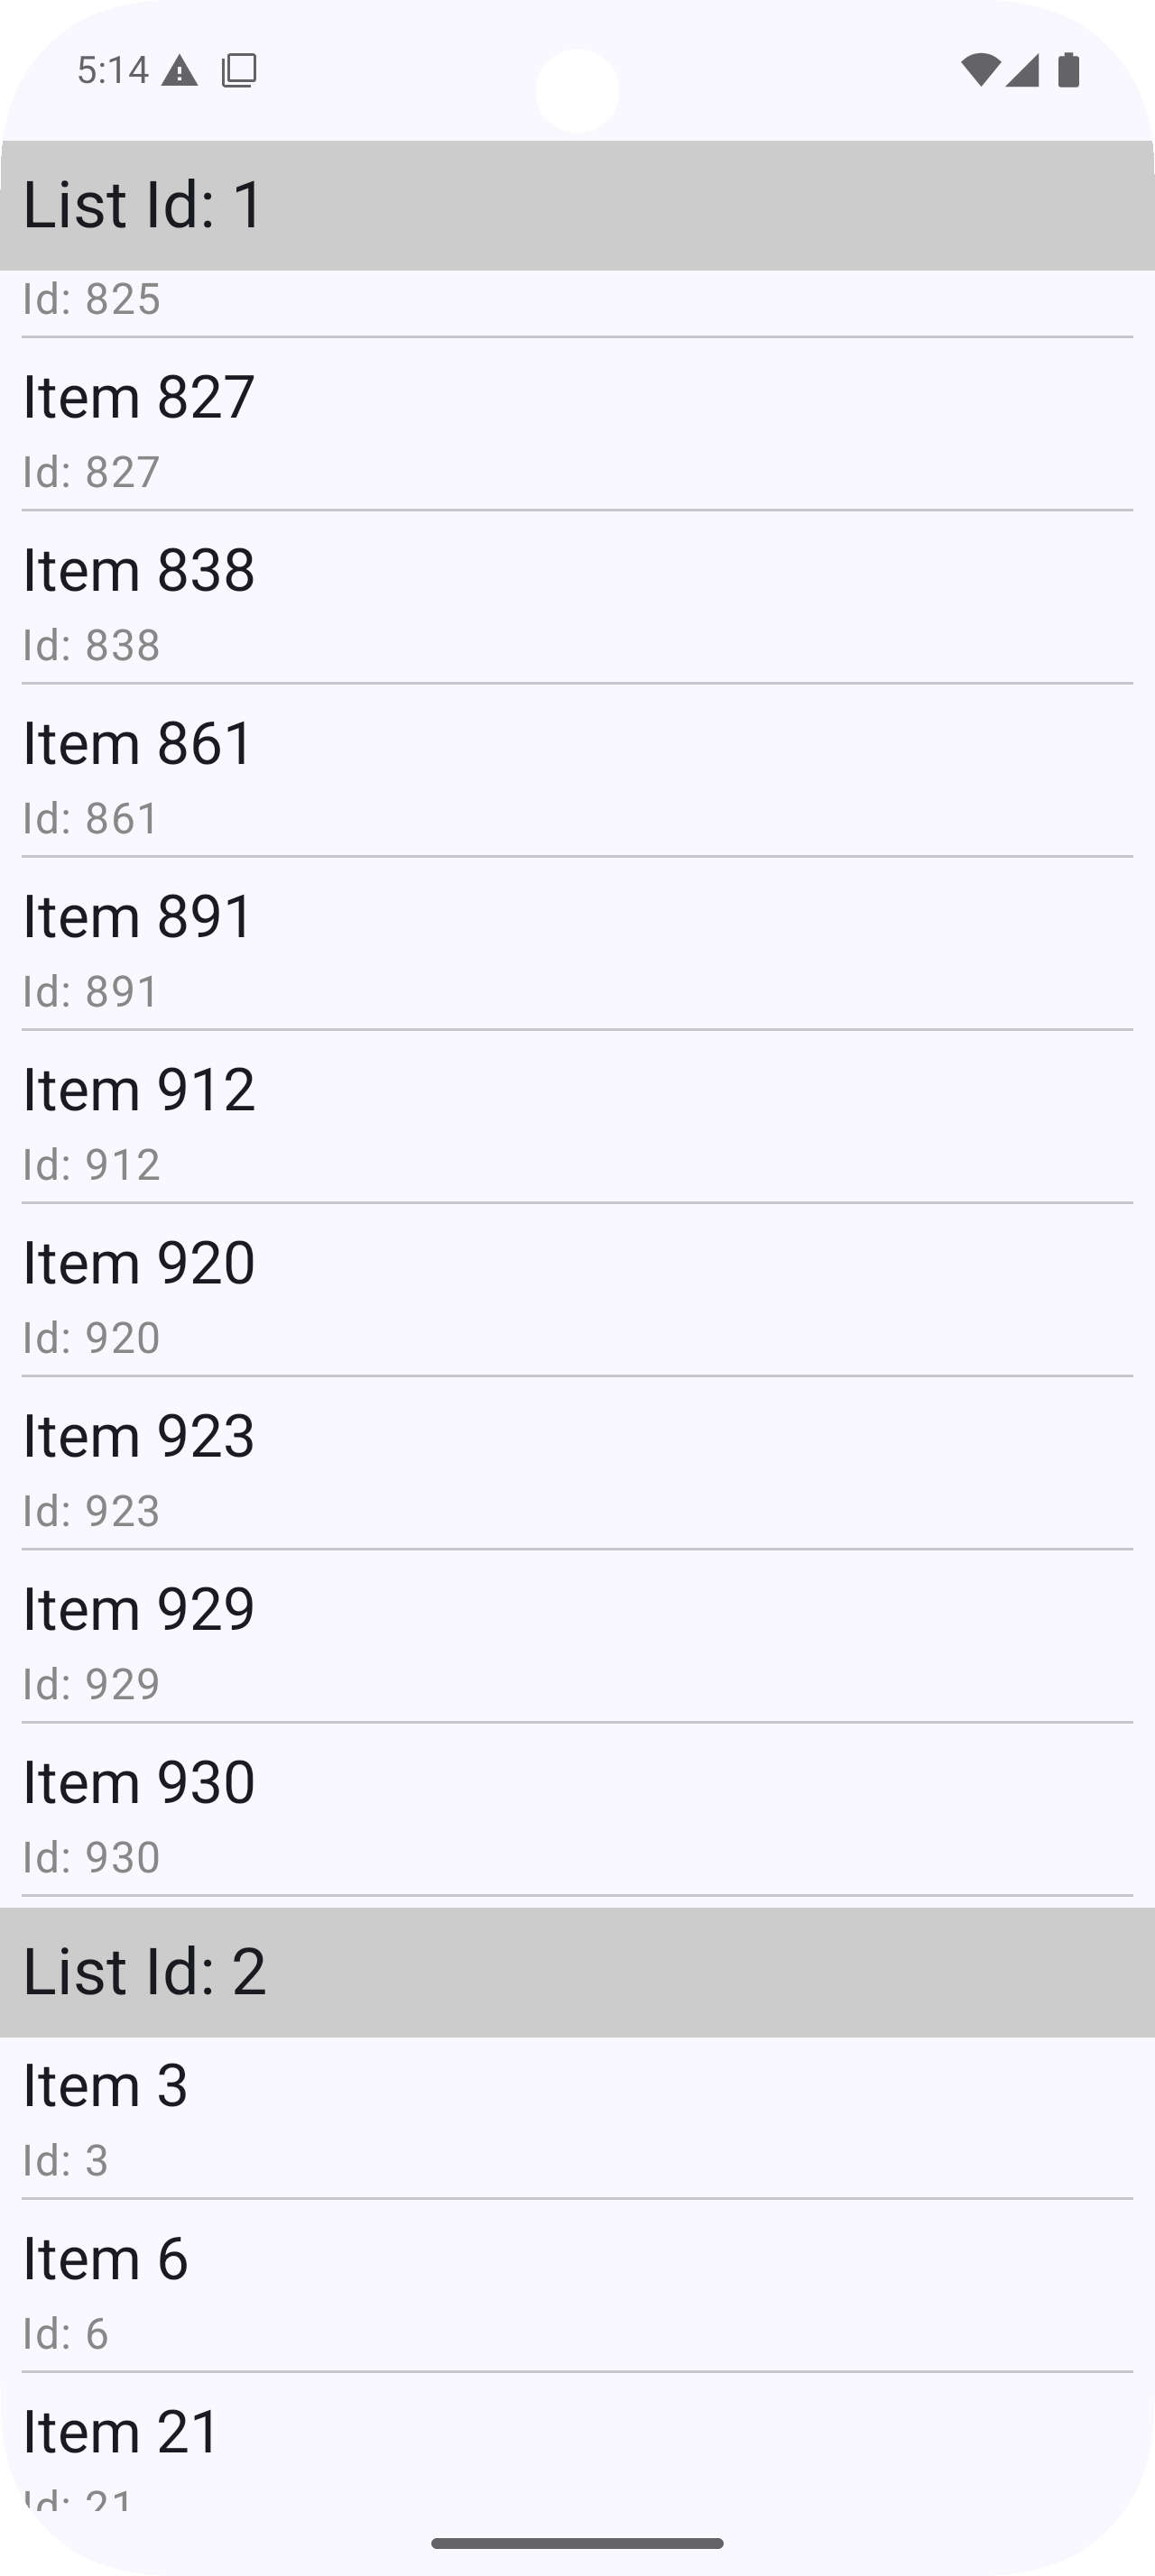 5:14
List Id: 1
Id: 825
Item 827
Id: 827
Item 838
Id: 838
Item 861
Id: 861
Item 891
Id: 891
Item 912
Id: 912
Item 920
Id: 920
Item 923
Id: 923
Item 929
Id: 929
Item 930
Id: 930
List Id: 2
Item 3
Id: 3
Item 6
Id: 6
Item 21
Id: 21